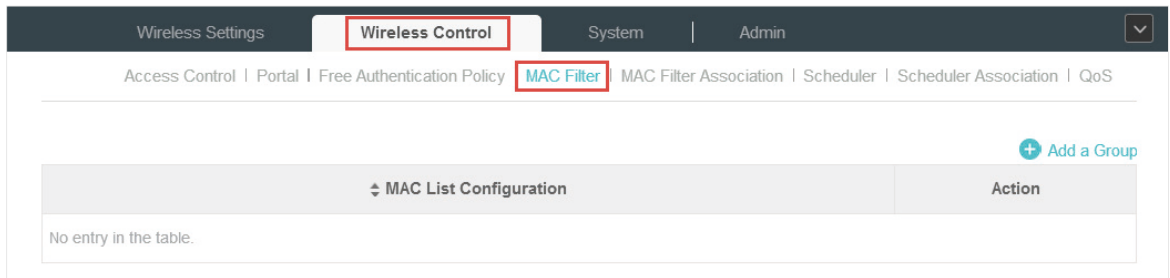 Wireless Settings Wireless Control System | Admin
Access Control | Portal | Free Authentication Policy | MAC Filter | MAC Filter Association | Scheduler | Scheduler Association | QoS
Add a Group
MAC List Configuration Action
No entry in the table.